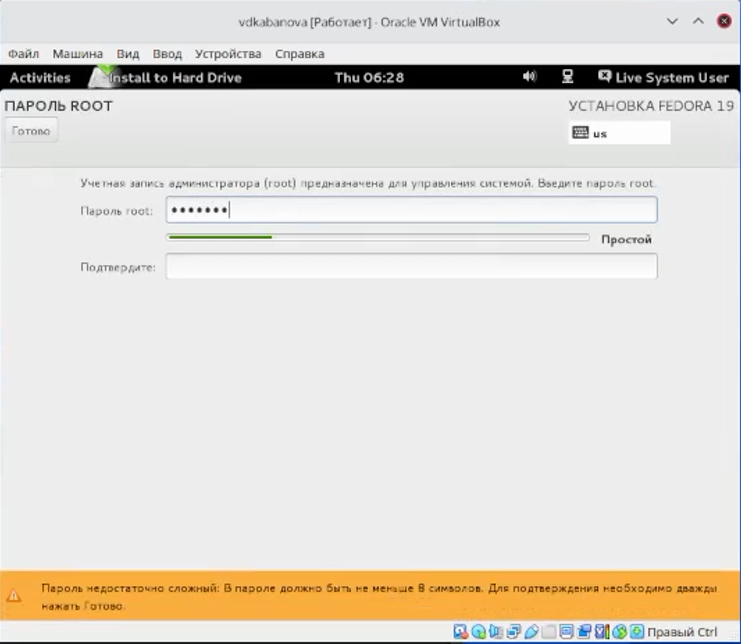 vdkabanova [Работает] - Oracle VM VirtualBox
Файл Машина Вид Ввод Устройства Справка
Activities Install to Hard Drive Thu 06:28 Live System User
ПАРОЛЬ ROOT УСТАНОВКА FEDORA 19
Готово us
Учетная запись администратора (root) предназначена для управления системой. Введите пароль root.
Пароль root: •••••••
Простой
Подтвердите:
Пароль недостаточно сложный: В пароле должно быть не меньше 8 символов. Для подтверждения необходимо дважды
нажать Готово.
Правый Ctrl